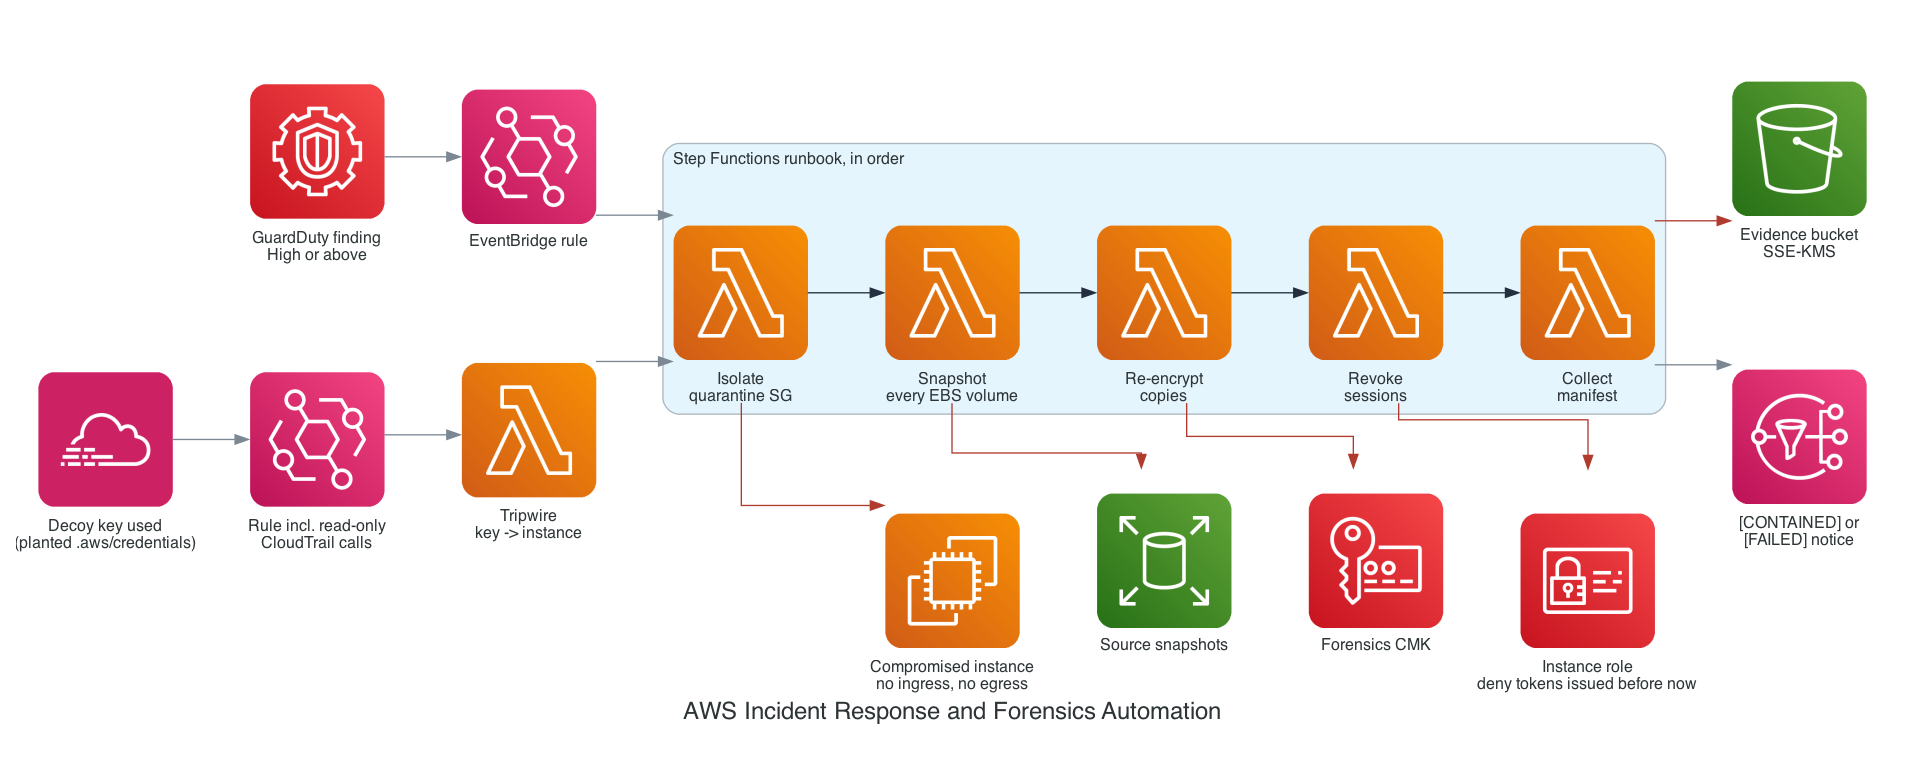 GuardDuty finding
High or above
EventBridge rule
Step Functions runbook, in order
Evidence bucket
SSE-KMS
Isolate
quarantine SG
Snapshot
every EBS volume
Re-encrypt
copies
Revoke
sessions
Collect
manifest
Decoy key used
(planted .aws/credentials)
Rule incl. read-only
CloudTrail calls
Tripwire
key -> instance
[CONTAINED] or
[FAILED] notice
Compromised instance
no ingress, no egress
Source snapshots
Forensics CMK
Instance role
deny tokens issued before now
AWS Incident Response and Forensics Automation